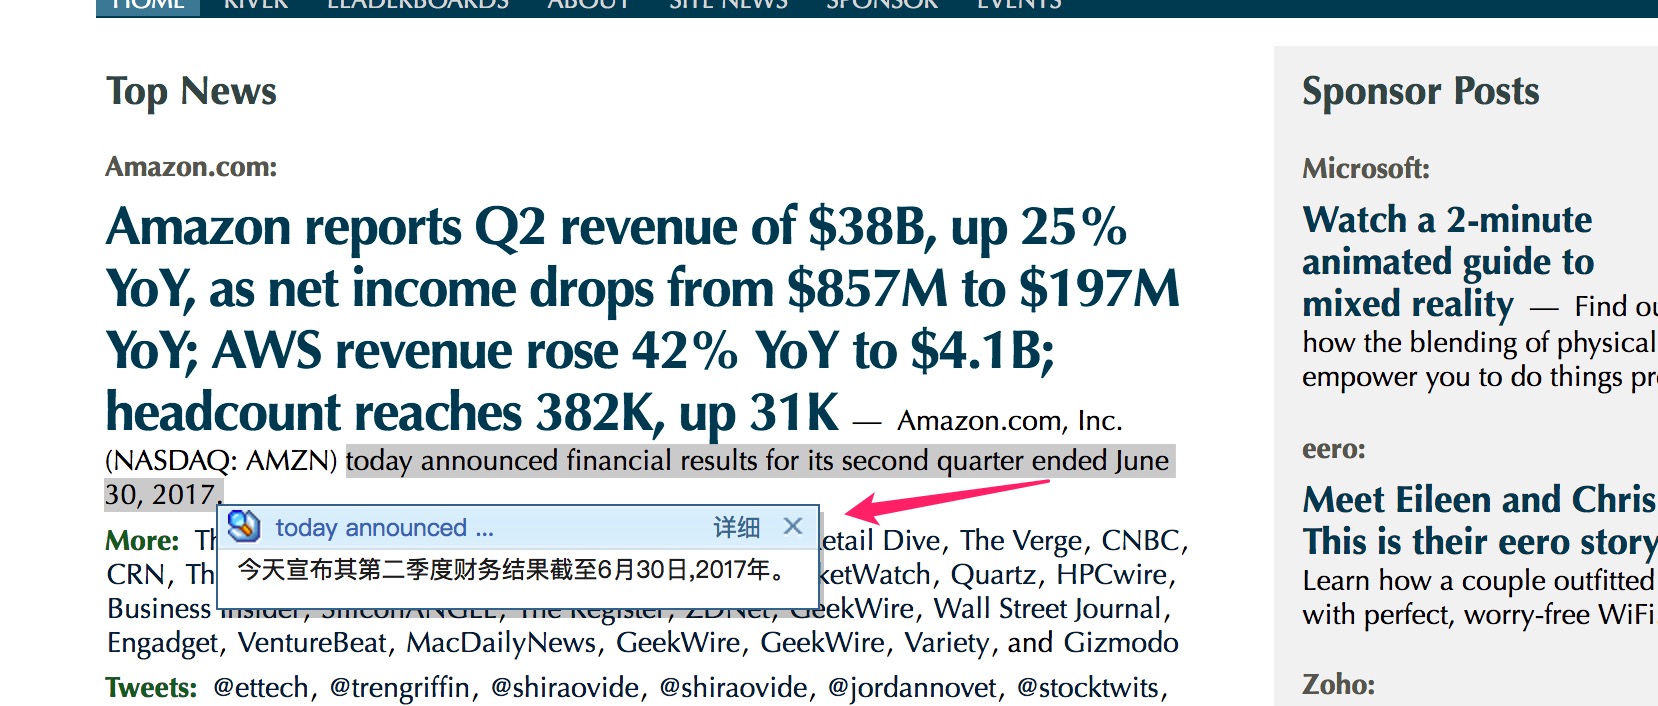 HOME RIVER LEADERBOARDS ABOUT SITE NEWS SPONSOR EVENTS
Top News
Amazon.com:
Amazon reports Q2 revenue of $38B, up 25%
YoY, as net income drops from $857M to $197M
YoY; AWS revenue rose 42% YoY to $4.1B;
headcount reaches 382K, up 31K — Amazon.com, Inc.
(NASDAQ: AMZN) today announced financial results for its second quarter ended June
30, 2017.
today announced ... 详细 ×
今天宣布其第二季度财务结果截至6月30日,2017年。
More: Th etail Dive, The Verge, CNBC,
CRN, Th ketWatch, Quartz, HPCwire,
Business Insider, SiliconANGLE, The Register, ZDNet, GeekWire, Wall Street Journal,
Engadget, VentureBeat, MacDailyNews, GeekWire, GeekWire, Variety, and Gizmodo
Tweets: @ettech, @trengriffin, @shiraovide, @shiraovide, @jordannovet, @stocktwits,
Sponsor Posts
Microsoft:
Watch a 2-minute
animated guide to
mixed reality — Find ou
how the blending of physical
empower you to do things pr
eero:
Meet Eileen and Chris
This is their eero story
Learn how a couple outfitted
with perfect, worry-free WiFi.
Zoho: